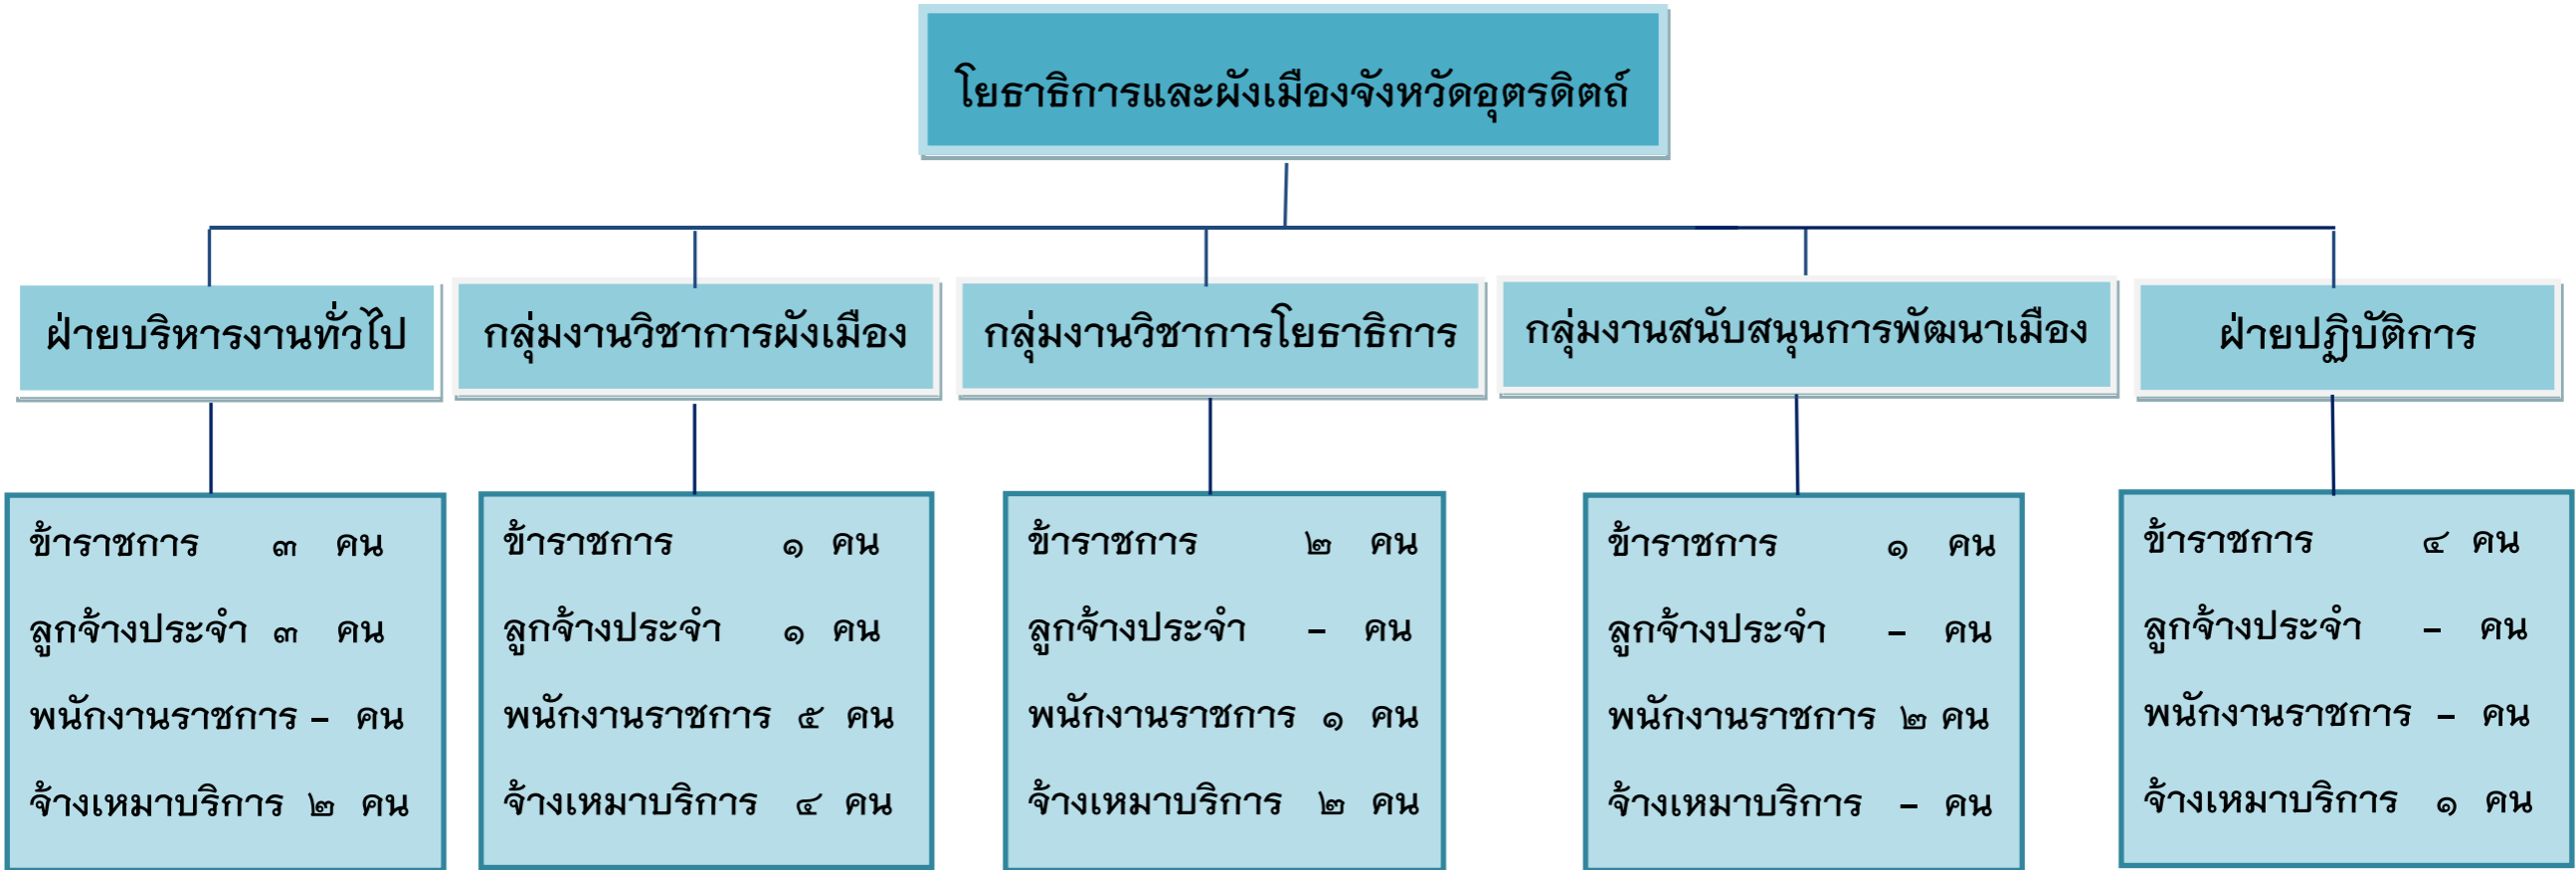 โยธาธิการและผังเมืองจังหวัดอุตรดิตถ์
ฝ่ายบริหารงานทั่วไป
กลุ่มงานวิชาการผังเมือง
กลุ่มงานวิชาการโยธาธิการ
กลุ่มงานสนับสนุนการพัฒนาเมือง
ฝ่ายปฏิบัติการ
ข้าราชการ ๓ คน
ลูกจ้างประจำ ๓ คน
พนักงานราชการ - คน
จ้างเหมาบริการ ๒ คน
ข้าราชการ ๑ คน
ลูกจ้างประจำ ๑ คน
พนักงานราชการ ๕ คน
จ้างเหมาบริการ ๔ คน
ข้าราชการ ๒ คน
ลูกจ้างประจำ - คน
พนักงานราชการ ๑ คน
จ้างเหมาบริการ ๒ คน
ข้าราชการ ๑ คน
ลูกจ้างประจำ - คน
พนักงานราชการ ๒ คน
จ้างเหมาบริการ - คน
ข้าราชการ ๔ คน
ลูกจ้างประจำ - คน
พนักงานราชการ - คน
จ้างเหมาบริการ ๑ คน